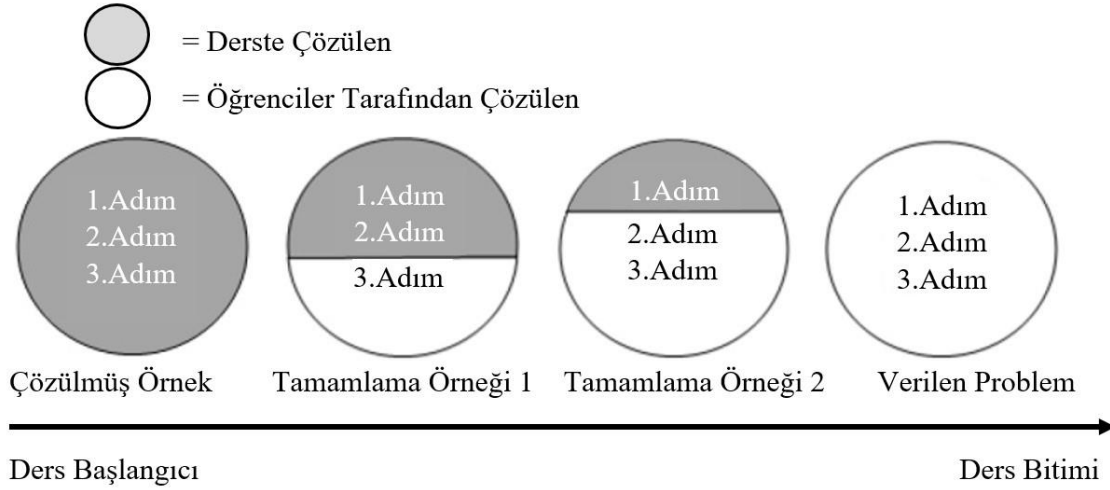 = Derste Çözülen
= Öğrenciler Tarafından Çözülen
1.Adım
2.Adım
3.Adım
1.Adım
2.Adım
3.Adım
1.Adım
2.Adım
3.Adım
1.Adım
2.Adım
3.Adım
Çözülmüş Örnek
Tamamlama Örneği 1
Tamamlama Örneği 2
Verilen Problem
Ders Başlangıcı
Ders Bitimi